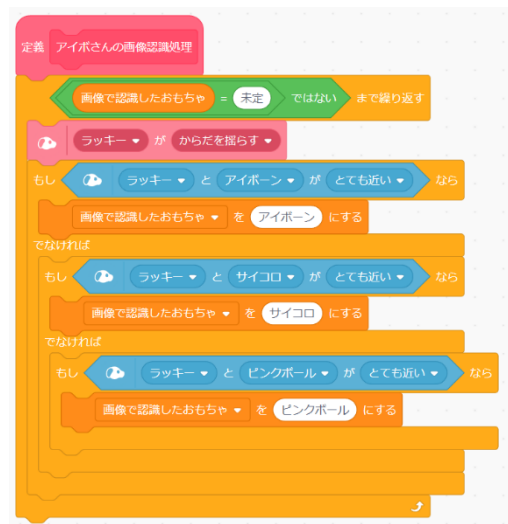 定義 アイボさんの画像認識処理
画像で認識したおもちゃ = 未定 ではない まで繰り返す
ラッキー が からだを揺らす
もし ラッキー と アイボーン が とても近い なら
画像で認識したおもちゃ を アイボーン にする
でなければ
もし ラッキー と サイコロ が とても近い なら
画像で認識したおもちゃ を サイコロ にする
でなければ
もし ラッキー と ピンクボール が とても近い なら
画像で認識したおもちゃ を ピンクボール にする